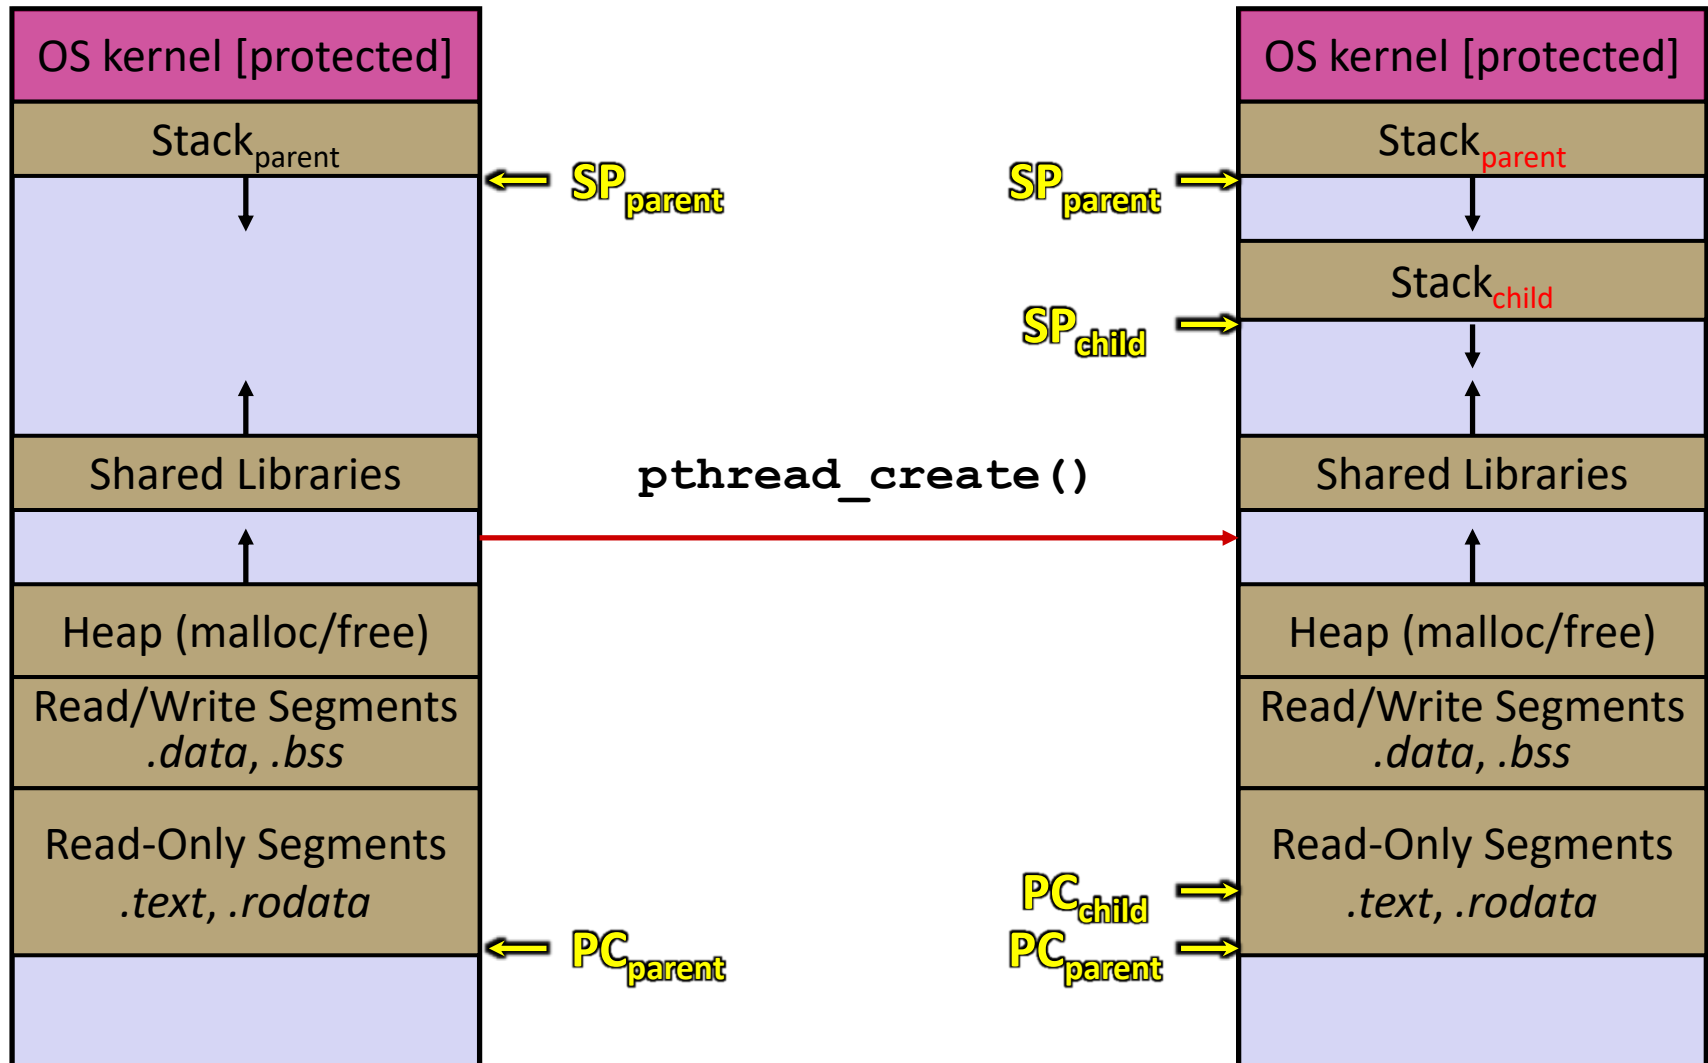 OS kernel [protected]
Stackparent
SPparent
Shared Libraries
Heap (malloc/free)
Read/Write Segments
.data, .bss
Read-Only Segments
.text, .rodata
PCparent
pthread_create()
OS kernel [protected]
Stackparent
SPparent
Stackchild
SPchild
Shared Libraries
Heap (malloc/free)
Read/Write Segments
.data, .bss
Read-Only Segments
.text, .rodata
PCchild
PCparent